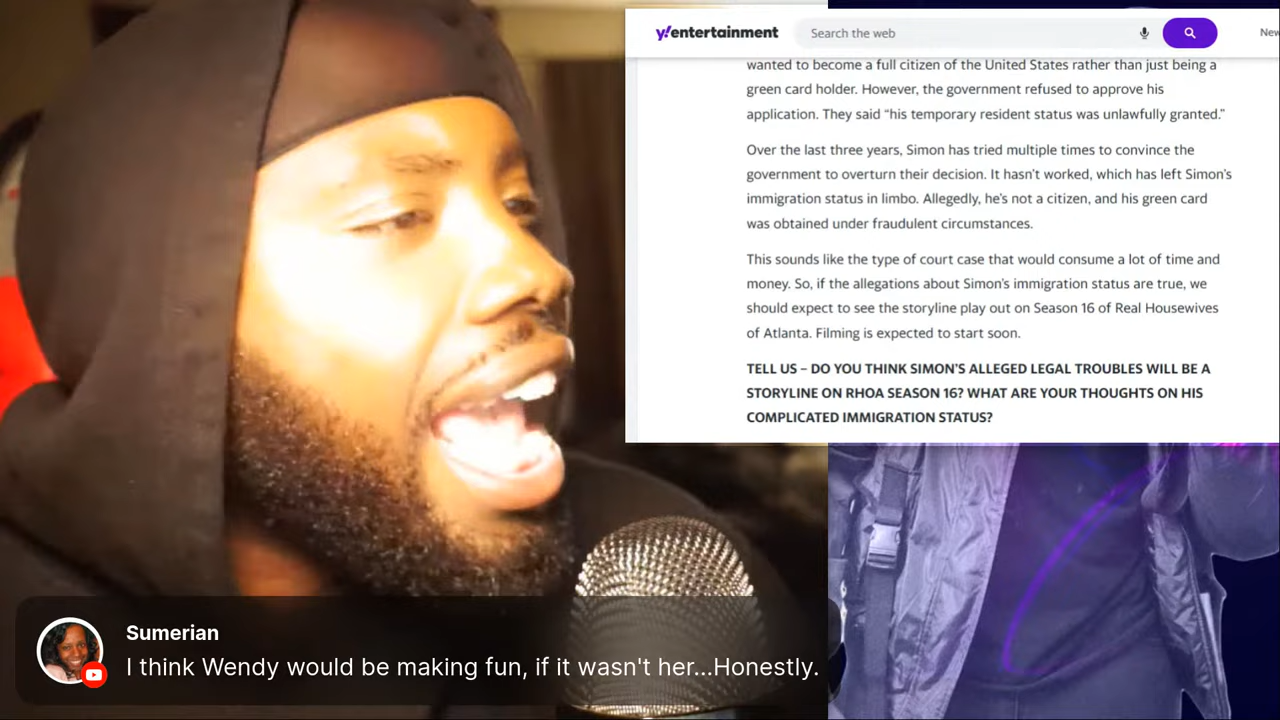 y!entertainment
Search the web
New
wanted to become a full citizen of the United States rather than just being a
green card holder. However, the government refused to approve his
application. They said “his temporary resident status was unlawfully granted.”
Over the last three years, Simon has tried multiple times to convince the
government to overturn their decision. It hasn’t worked, which has left Simon’s
immigration status in limbo. Allegedly, he’s not a citizen, and his green card
was obtained under fraudulent circumstances.
This sounds like the type of court case that would consume a lot of time and
money. So, if the allegations about Simon’s immigration status are true, we
should expect to see the storyline play out on Season 16 of Real Housewives
of Atlanta. Filming is expected to start soon.
TELL US – DO YOU THINK SIMON’S ALLEGED LEGAL TROUBLES WILL BE A
STORYLINE ON RHOA SEASON 16? WHAT ARE YOUR THOUGHTS ON HIS
COMPLICATED IMMIGRATION STATUS?
Sumerian
I think Wendy would be making fun, if it wasn't her...Honestly.